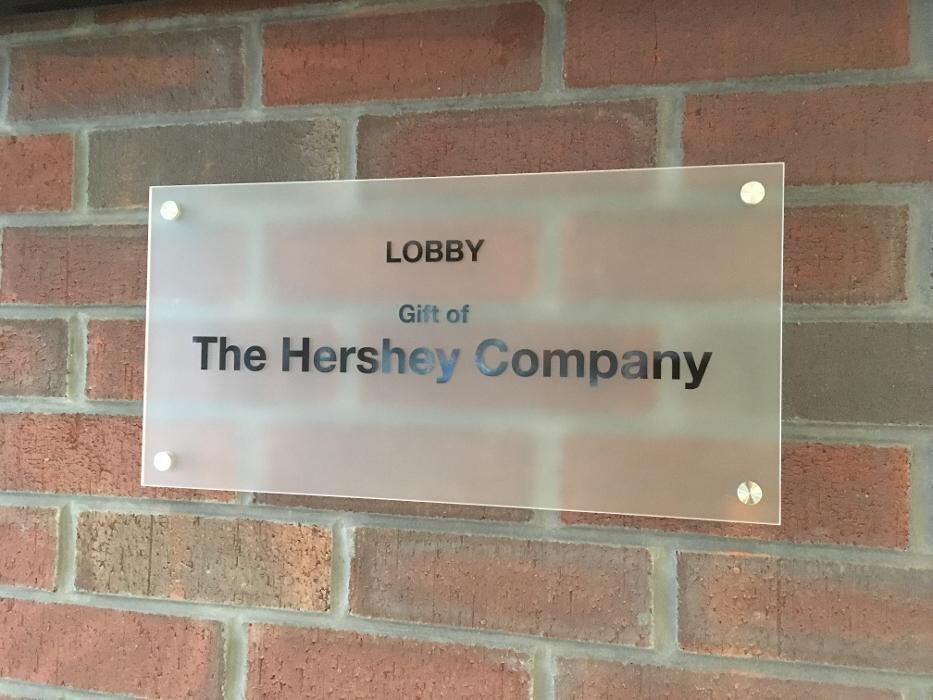 LOBBY
Gift of
The Hershey Company